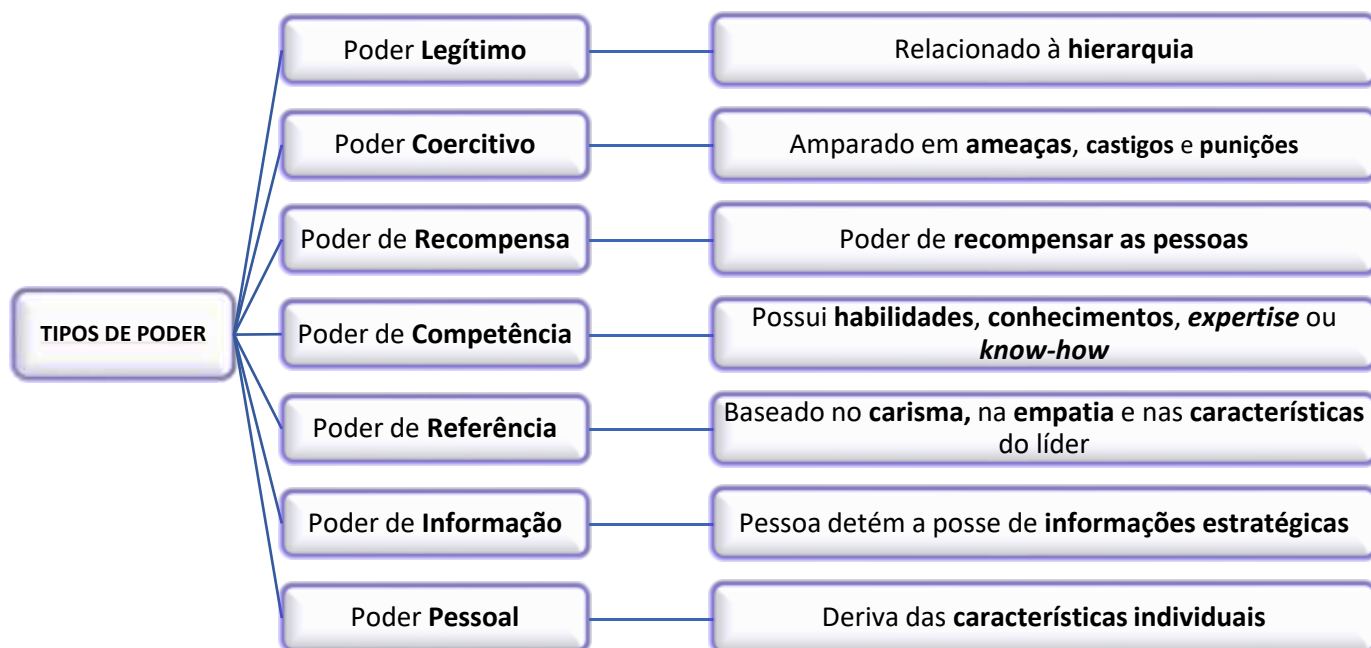 Poder Legítimo
Relacionado à hierarquia
Poder Coercitivo
Amparado em ameaças, castigos e punições
Poder de Recompensa
Poder de recompensar as pessoas
TIPOS DE PODER
Poder de Competência
Possui habilidades, conhecimentos, expertise ou
know-how
Poder de Referência
Baseado no carisma, na empatia e nas características
do líder
Poder de Informação
Pessoa detém a posse de informações estratégicas
Poder Pessoal
Deriva das características individuais